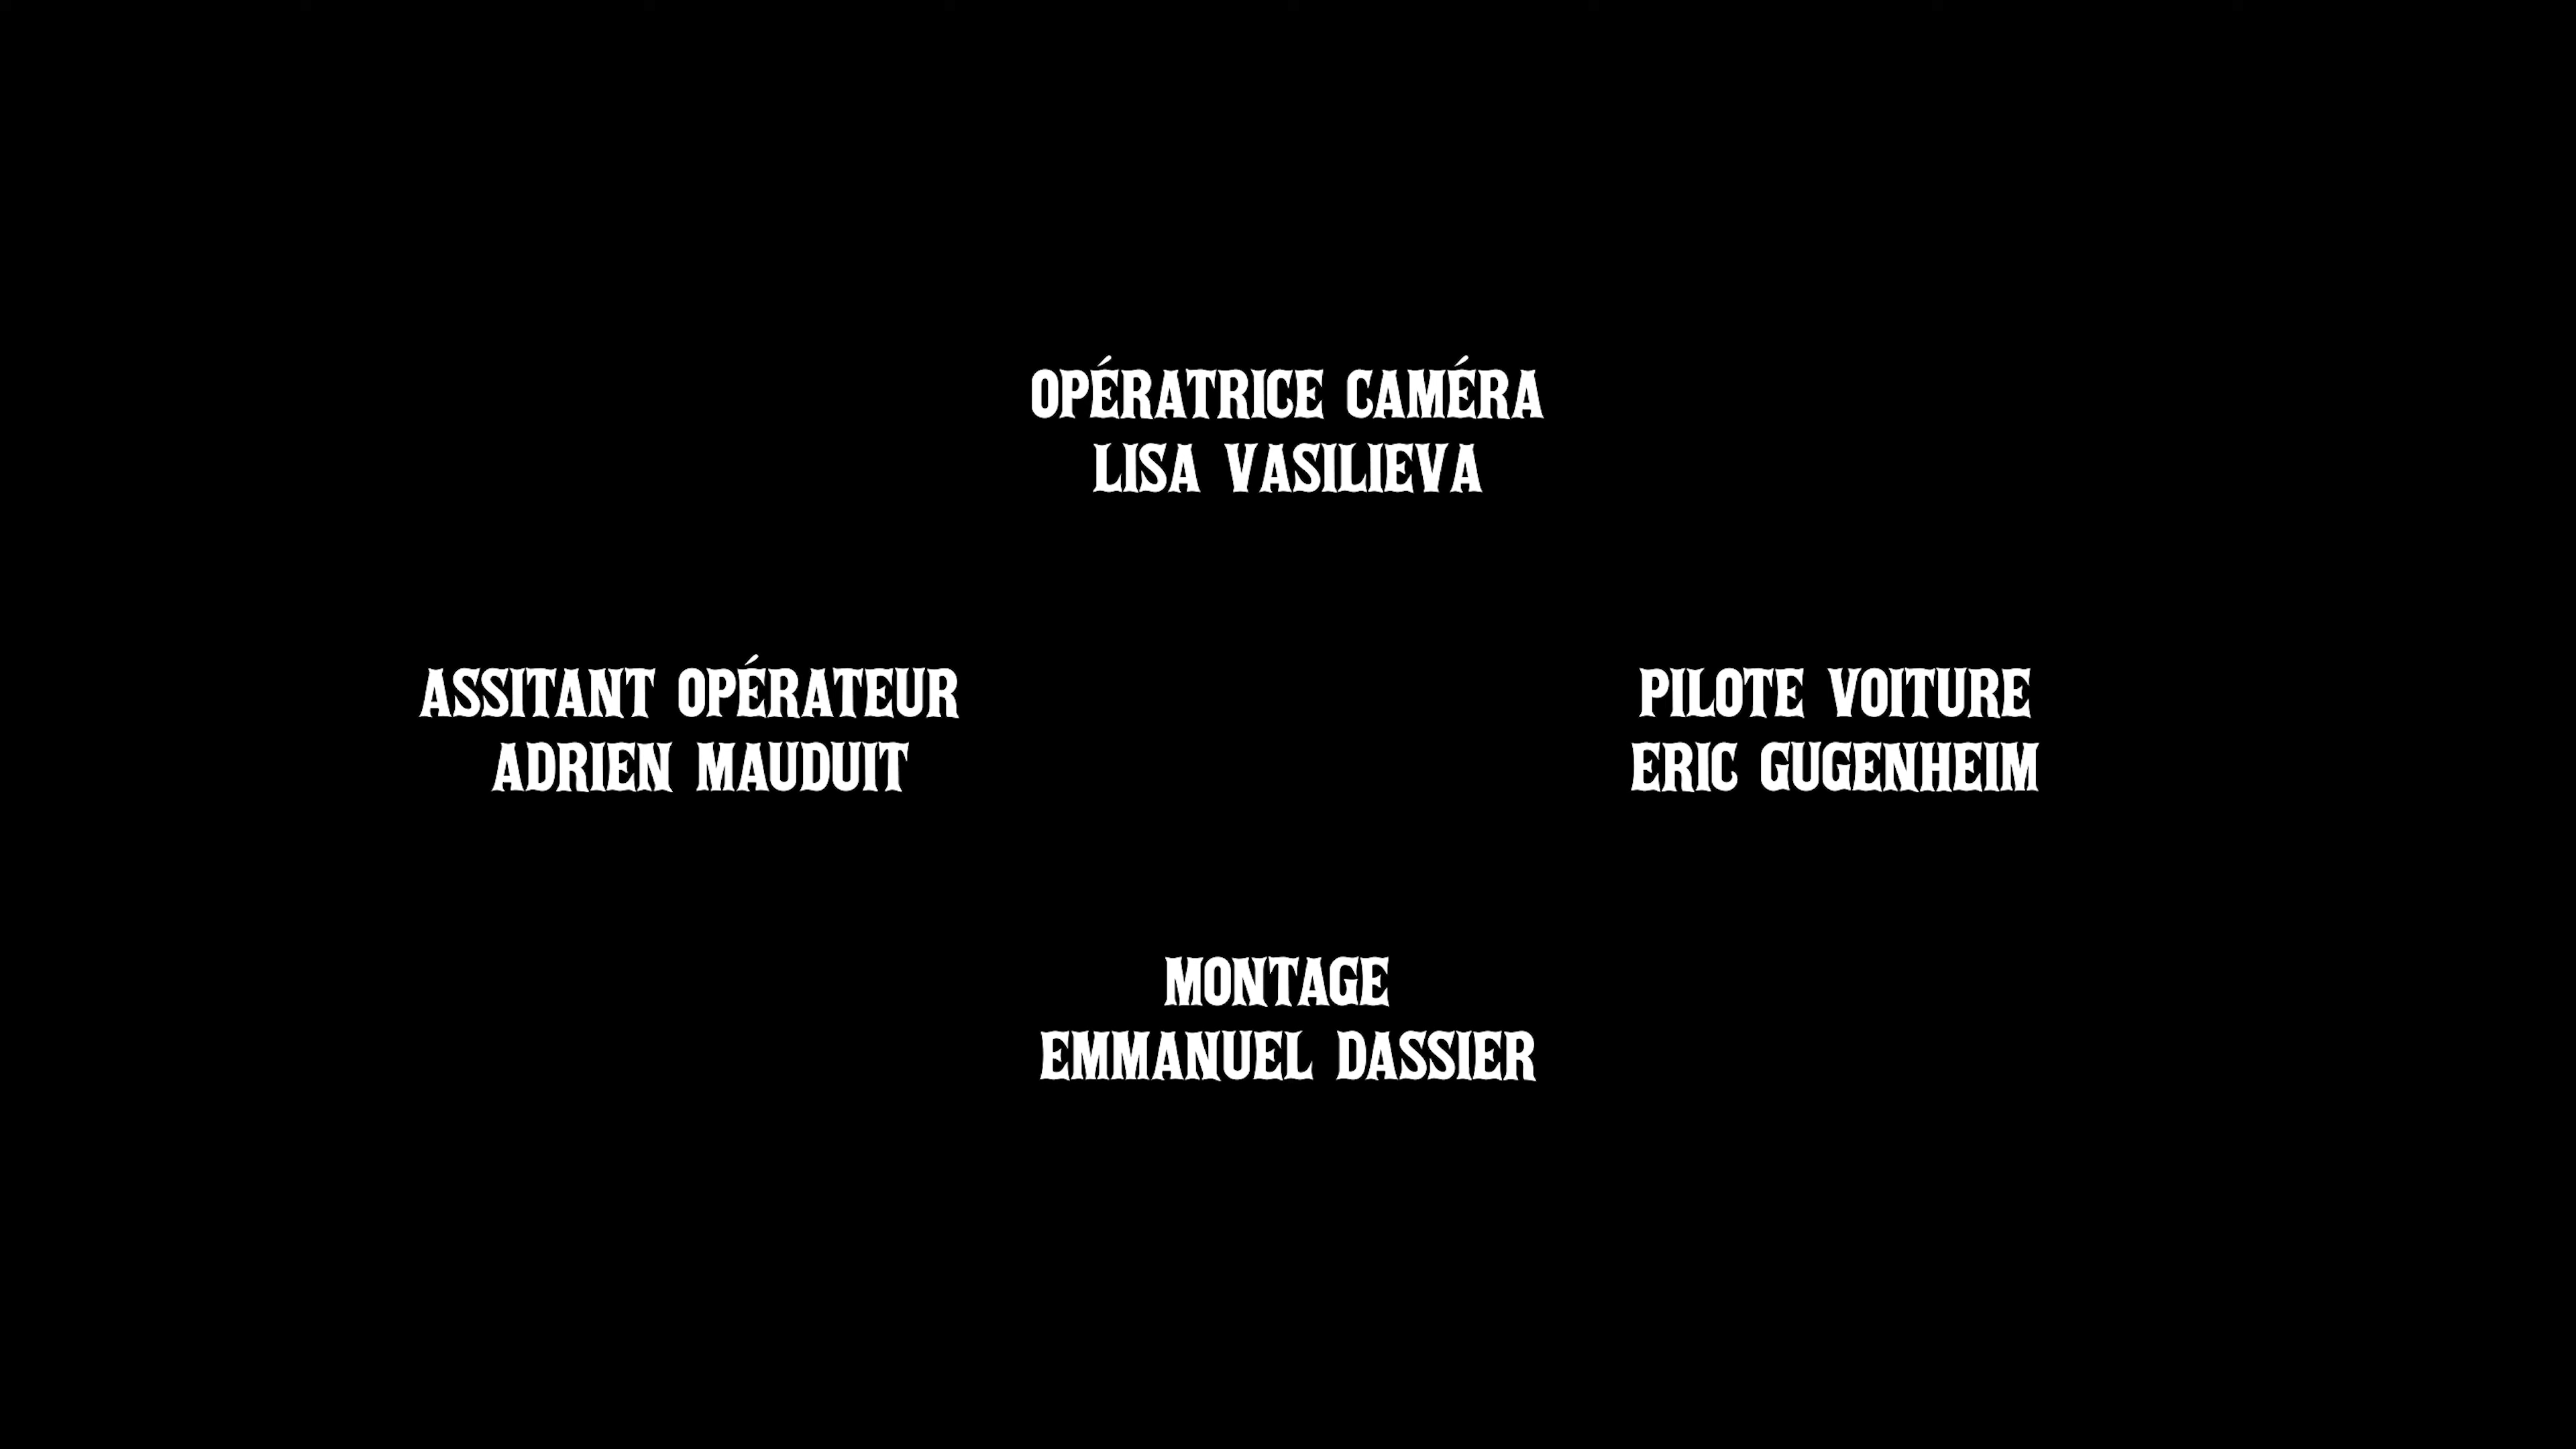 OPÉRATRICE CAMÉRA
LISA VASILIEVA
ASSITANT OPÉRATEUR
ADRIEN MAUDUIT
PILOTE VOITURE
ERIC GUGENHEIM
MONTAGE
EMMANUEL DASSIER